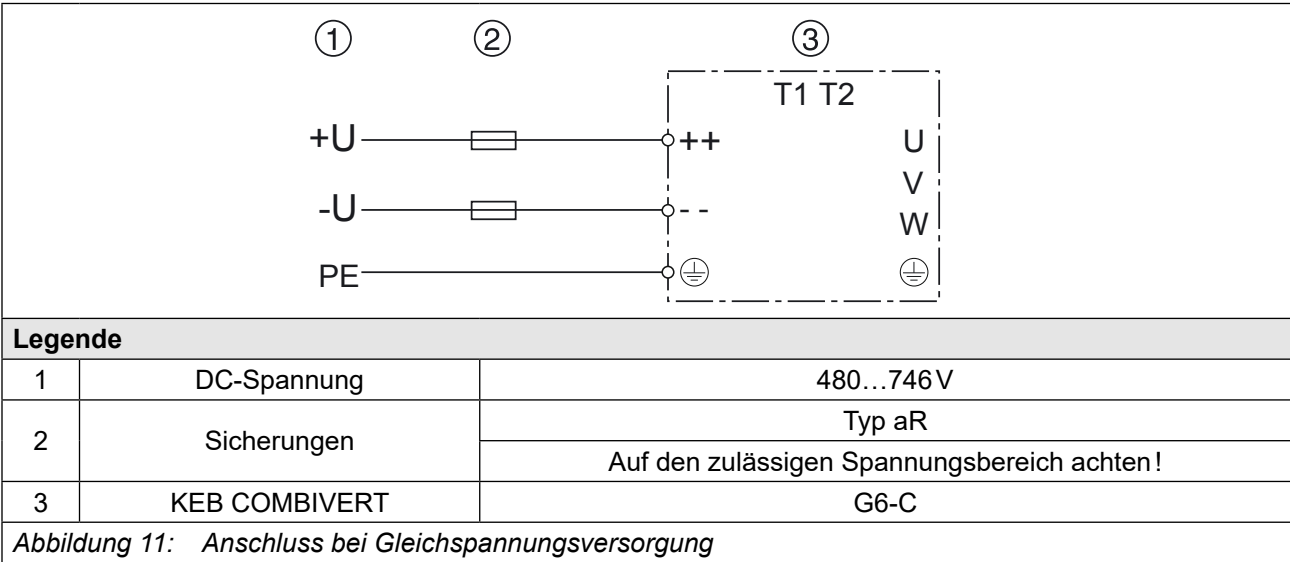 ① ② ③
T1 T2
+U ++ U
V
-U - - W
PE
Legende
1 DC-Spannung 480…746 V
2 Sicherungen Typ aR
Auf den zulässigen Spannungsbereich achten!
3 KEB COMBIVERT G6-C
Abbildung 11: Anschluss bei Gleichspannungsversorgung